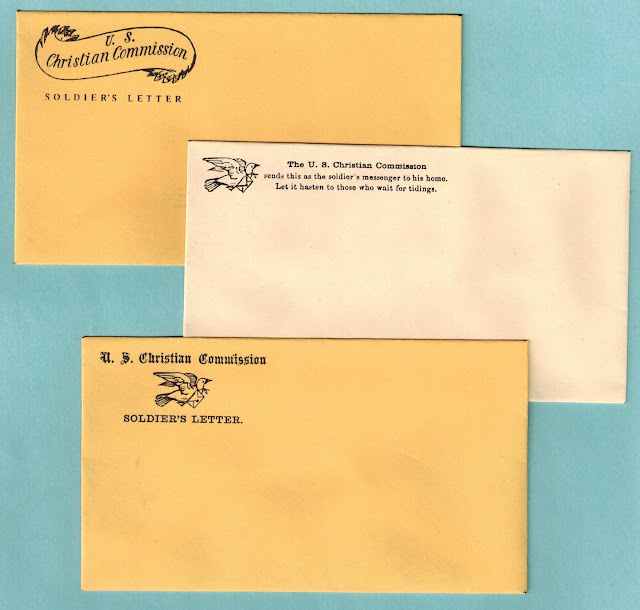 U. S.
Christian Commission
SOLDIER'S LETTER
The U. S. Christian Commission
sends this as the soldier's messenger to his home.
Let it hasten to those who wait for tidings.
U. S. Christian Commission
SOLDIER'S LETTER.